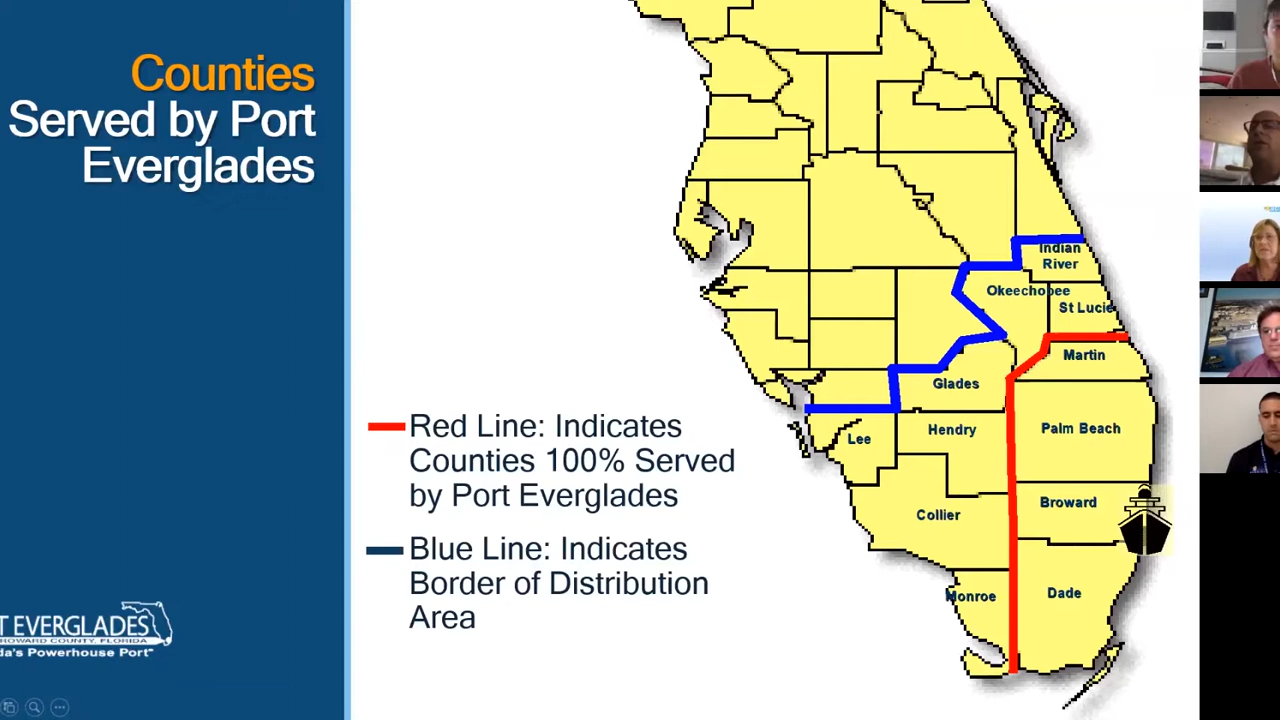 Counties
Served by Port
Everglades
Indian
River
Okeechobee
St Lucie
Martin
Glades
Palm Beach
Hendry
Lee
Broward
Collier
Dade
Monroe
Red Line: Indicates
Counties 100% Served
by Port Everglades
Blue Line: Indicates
Border of Distribution
Area
T EVERGLADES
BROWARD COUNTY, FLORIDA
da's Powerhouse Port™